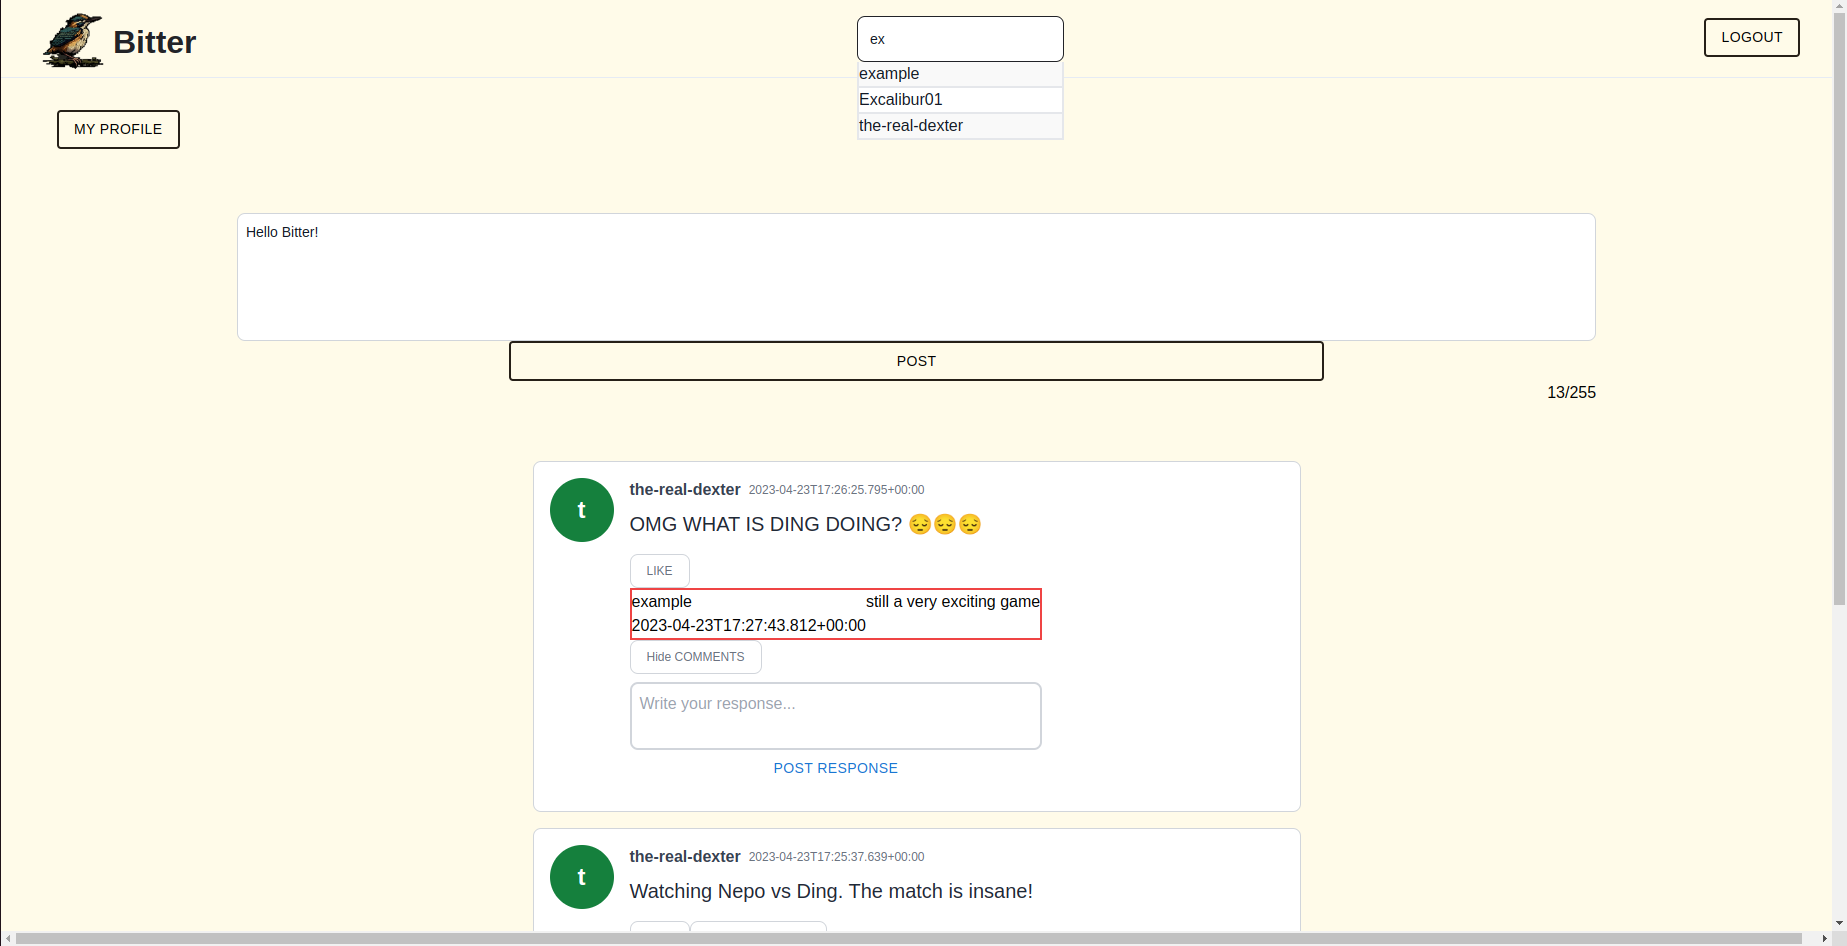 Bitter
ex
LOGOUT
example
Excalibur01
the-real-dexter
MY PROFILE
Hello Bitter!
POST
13/255
t
the-real-dexter 2023-04-23T17:26:25.795+00:00
OMG WHAT IS DING DOING? 😔😔😔
LIKE
example still a very exciting game
2023-04-23T17:27:43.812+00:00
Hide COMMENTS
Write your response...
POST RESPONSE
t
the-real-dexter 2023-04-23T17:25:37.639+00:00
Watching Nepo vs Ding. The match is insane!